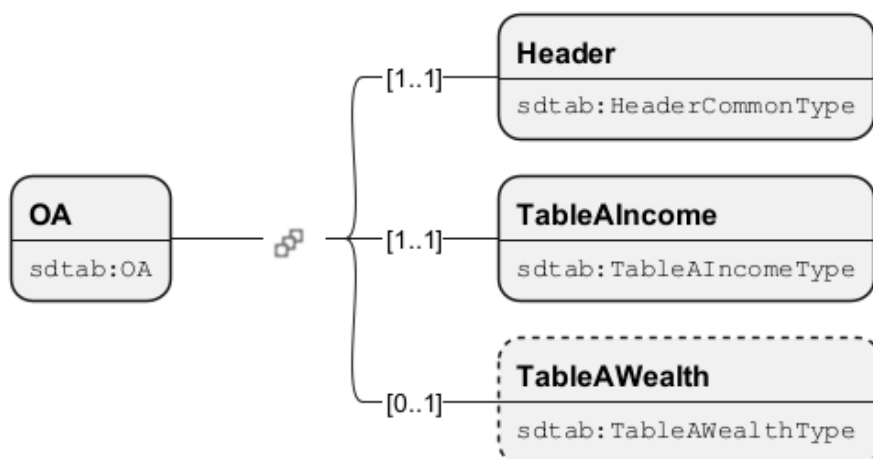 Header
[1..1]
sdtab:HeaderCommonType
OA
sdtab:OA
TableAIncome
[1..1]
sdtab:TableAIncomeType
TableAWealth
[0..1]
sdtab:TableAWealthType